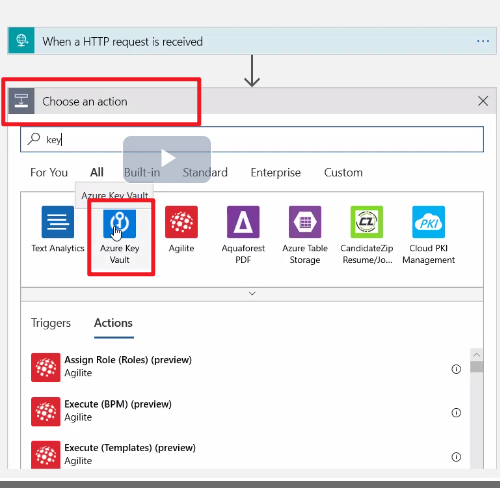 When a HTTP request is received
Choose an action
key
For You All Built-in Standard Enterprise Custom
Azure Key Vault
Text Analytics
Azure Key
Vault
Agilite
Aquaforest
PDF
Azure Table
Storage
CandidateZip
Resume/Jo...
Cloud PKI
Management
CZ
PKI
Triggers Actions
Assign Role (Roles) (preview)
Agilite
Execute (BPM) (preview)
Agilite
Execute (Templates) (preview)
Agilite